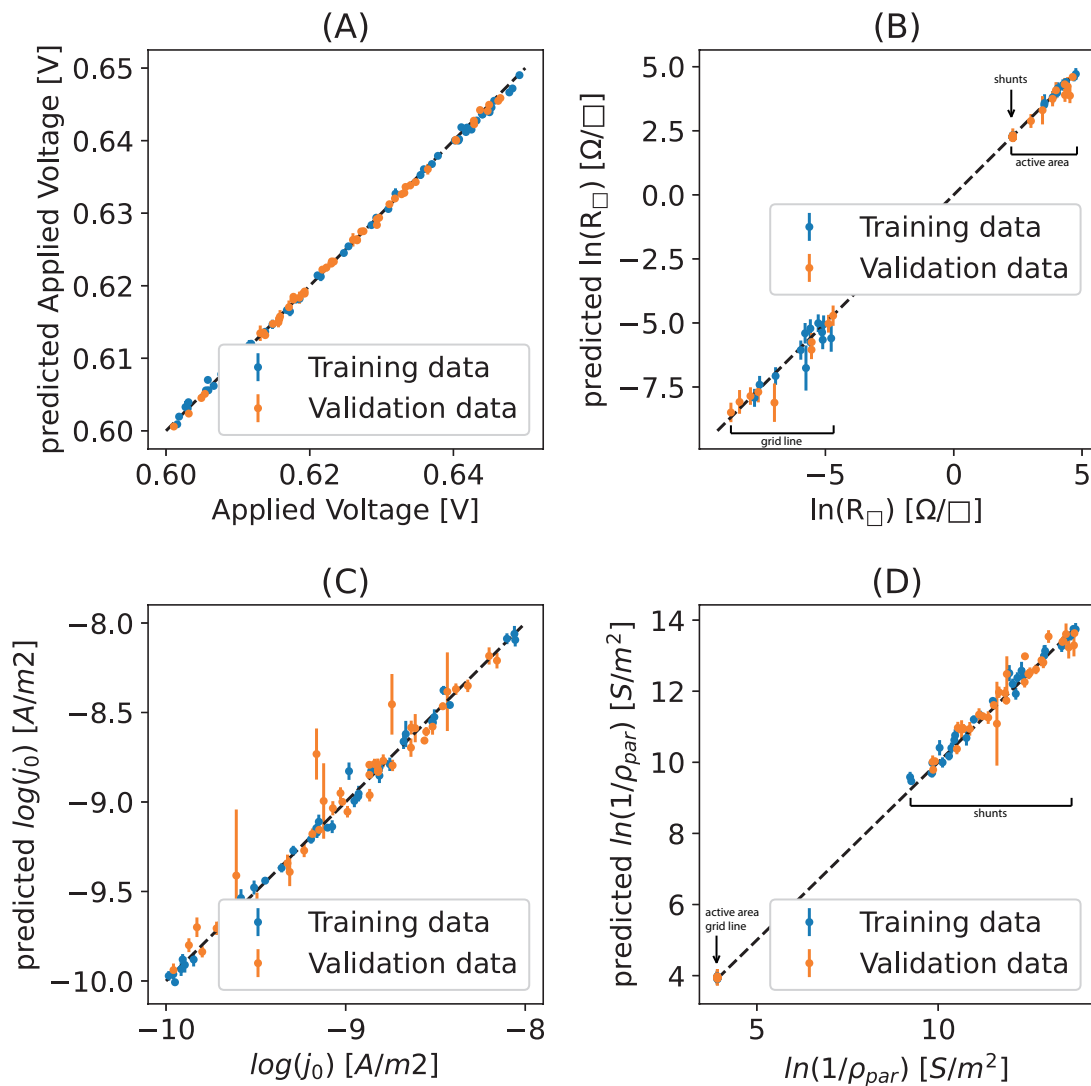 (A)
predicted Applied Voltage [V]
0.65
0.64
0.63
0.62
0.61
0.60
Training data
Validation data
0.60 0.62 0.64
Applied Voltage [V]
(B)
predicted ln(R□) [Ω/□]
5.0
2.5
0.0
−2.5
−5.0
−7.5
shunts
active area
Training data
Validation data
grid line
−5 0 5
ln(R□) [Ω/□]
(C)
predicted log(j₀) [A/m2]
−8.0
−8.5
−9.0
−9.5
−10.0
Training data
Validation data
−10 −9 −8
log(j₀) [A/m2]
(D)
predicted ln(1/ρ_par) [S/m²]
14
12
10
8
6
4
shunts
active area
grid line
Training data
Validation data
5 10
ln(1/ρ_par) [S/m²]